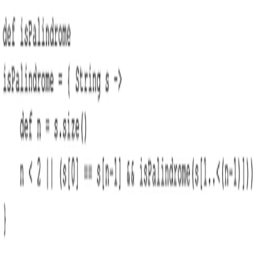 def isPalindrome
isPalindrome = { String s ->
    def n = s.size()
    n < 2 || (s[0] == s[n-1] && isPalindrome(s[1..<(n-1)]))
}